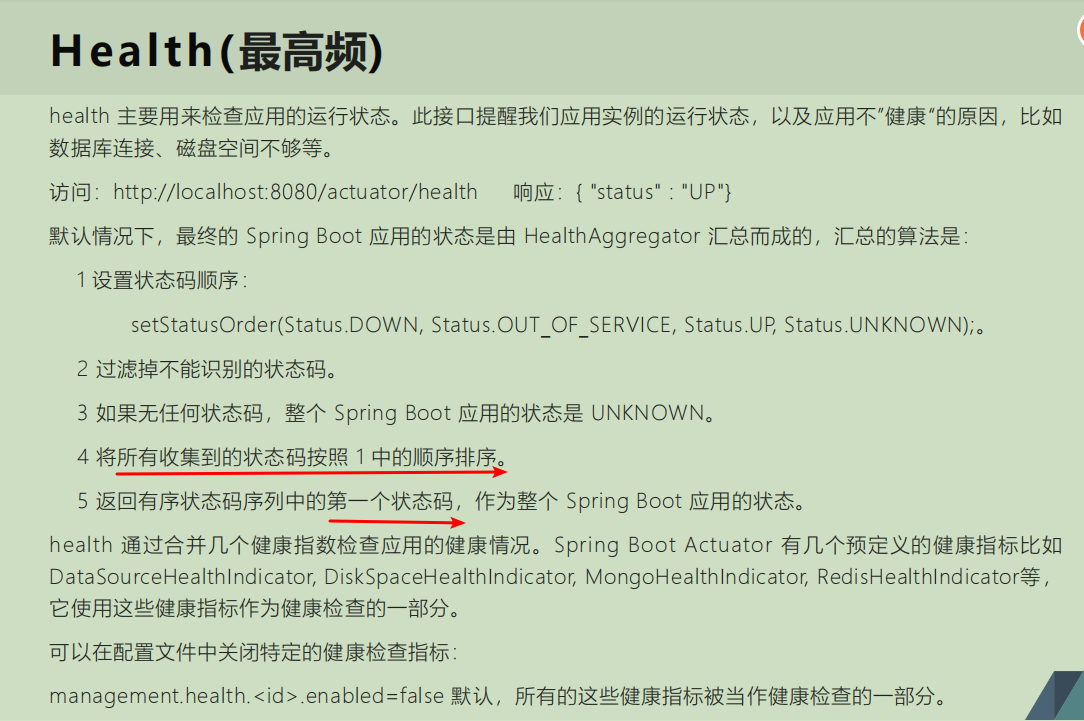 Health(最高频)
health 主要用来检查应用的运行状态。此接口提醒我们应用实例的运行状态，以及应用不”健康“的原因，比如
数据库连接、磁盘空间不够等。
访问：http://localhost:8080/actuator/health 响应：{ "status" : "UP"}
默认情况下，最终的 Spring Boot 应用的状态是由 HealthAggregator 汇总而成的，汇总的算法是：
1 设置状态码顺序：
setStatusOrder(Status.DOWN, Status.OUT_OF_SERVICE, Status.UP, Status.UNKNOWN);。
2 过滤掉不能识别的状态码。
3 如果无任何状态码，整个 Spring Boot 应用的状态是 UNKNOWN。
4 将所有收集到的状态码按照 1 中的顺序排序。
5 返回有序状态码序列中的第一个状态码，作为整个 Spring Boot 应用的状态。
health 通过合并几个健康指数检查应用的健康情况。Spring Boot Actuator 有几个预定义的健康指标比如
DataSourceHealthIndicator, DiskSpaceHealthIndicator, MongoHealthIndicator, RedisHealthIndicator等，
它使用这些健康指标作为健康检查的一部分。
可以在配置文件中关闭特定的健康检查指标：
management.health.<id>.enabled=false 默认，所有的这些健康指标被当作健康检查的一部分。